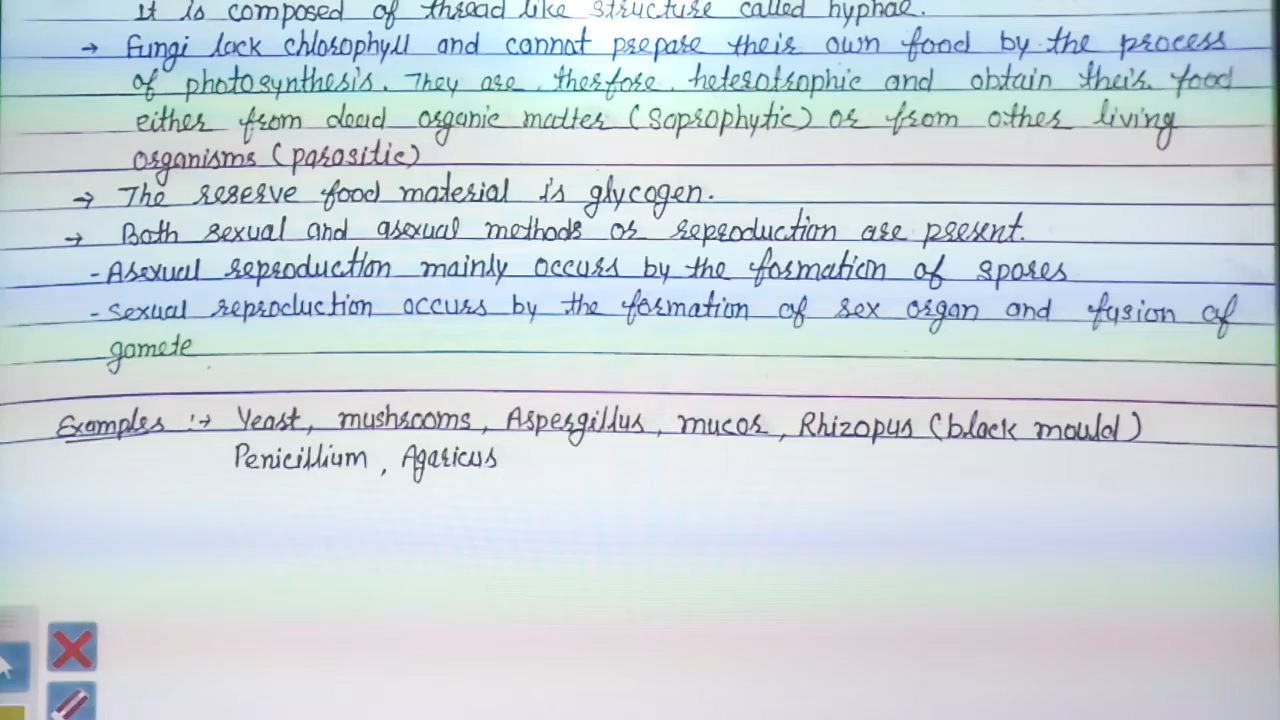 It is composed of thread like structure called hyphae.
→ Fungi lack chlorophyll and cannot prepare their own food by the process
of photosynthesis. They are, therfore, heterotrophic and obtain their food
either from dead organic matter (Saprophytic) or from other living
organisms (parasitic)
→ The reserve food material is glycogen.
→ Both sexual and asexual methods or reproduction are present.
- Asexual reproduction mainly occurs by the formation of spores
- Sexual reproduction occurs by the formation of sex organ and fusion of
gamete
Examples :→ Yeast, mushrooms, Aspergillus, mucor, Rhizopus (black mould)
Penicillium, Agaricus